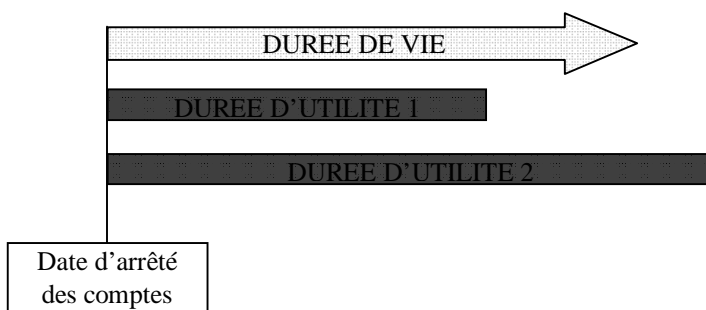 DUREE DE VIE
DUREE D'UTILITE 1
DUREE D'UTILITE 2
Date d'arrêté
des comptes